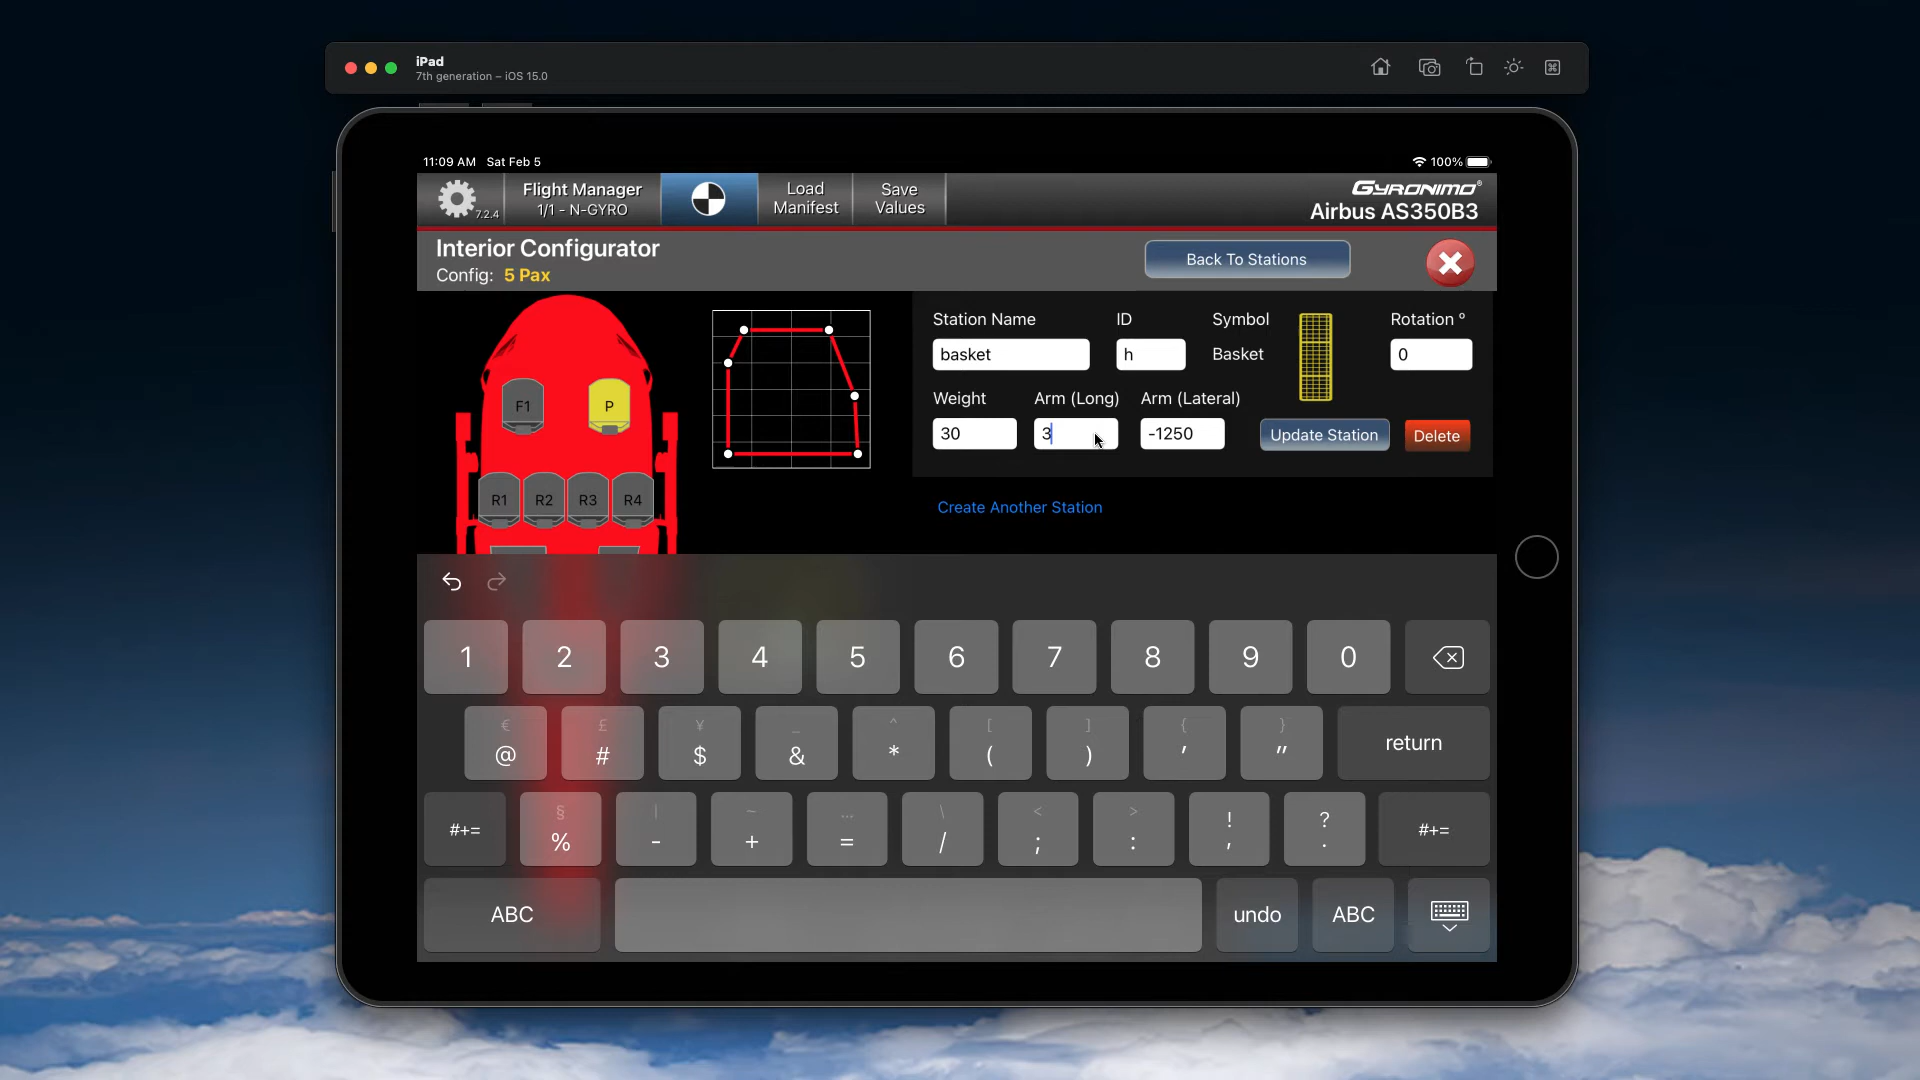 iPad
7th generation – iOS 15.0
11:09 AM Sat Feb 5
100%
7.2.4
Flight Manager
1/1 - N-GYRO
Load
Manifest
Save
Values
GYRONIMO®
Airbus AS350B3
Interior Configurator
Config: 5 Pax
Back To Stations
F1
P
R1
R2
R3
R4
Station Name
ID
Symbol
Rotation º
basket
h
Basket
0
Weight
Arm (Long)
Arm (Lateral)
30
3
-1250
Update Station
Delete
Create Another Station
1 2 3 4 5 6 7 8 9 0
€ £ ¥ _ ^ [ ] { }
@ # $ & * ( ) ' " return
§ | ~ … \ < > ! ?
#+= % - + = / ; : , . #+=
ABC undo ABC